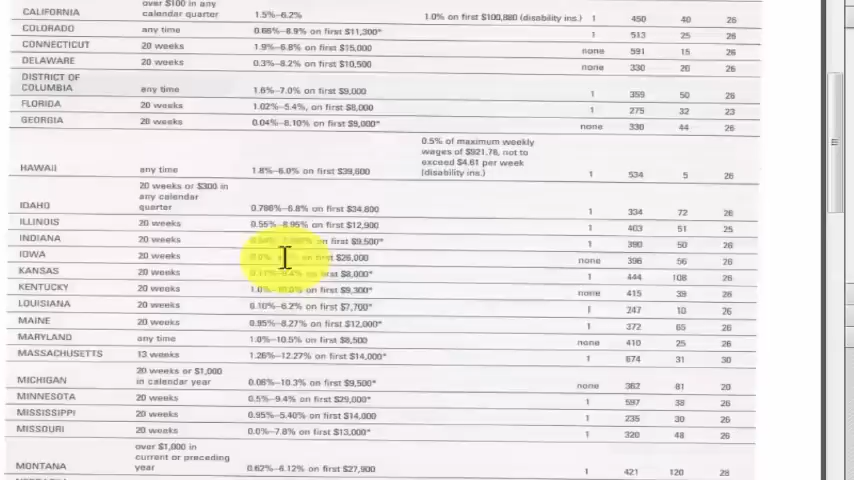 over $100 in any
CALIFORNIA calendar quarter 1.5%–6.2% 1.0% on first $100,880 (disability ins.) 1 450 40 26
COLORADO any time 0.66%–8.9% on first $11,300* 1 513 25 26
CONNECTICUT 20 weeks 1.9%–6.8% on $15,000 none 591 15 26
DELAWARE 20 weeks 0.3%–8.2% on $10,500 none 330 20 26
DISTRICT OF
COLUMBIA any time 1.6%–7.0% on first $9,000 1 359 50 26
FLORIDA 20 weeks 1.02%–5.4%, on first $8,000 1 275 32 23
GEORGIA 20 weeks 0.04%–8.10% on first $9,000* none 330 44 26
0.5% of maximum weekly
wages of $921.78, not to
exceed $4.61 per week
HAWAII any time 1.8%–6.0% on first $39,600 (disability ins.) 1 534 5 26
20 weeks or $300 in
any calendar
IDAHO quarter 0.786%–6.8% on first $34,800 1 334 72 26
ILLINOIS 20 weeks 0.55%–8.95% on first $12,900 1 403 51 25
INDIANA 20 weeks on first $9,500* 1 390 50 26
IOWA 20 weeks on first $26,000 none 396 56 26
KANSAS 20 weeks on first $8,000* 1 444 108 26
KENTUCKY 20 weeks on first $9,300* none 415 39 26
LOUISIANA 20 weeks 0.10%–6.2% on first $7,700* 1 247 10 26
MAINE 20 weeks 0.95%–8.27% on first $12,000* 1 372 65 26
MARYLAND any time 1.0%–10.5% on first $8,500 none 410 25 26
MASSACHUSETTS 13 weeks 1.26%–12.27% on first $14,000* 1 674 31 30
20 weeks or $1,000
MICHIGAN in calendar year 0.06%–10.3% on first $9,500* none 362 81 20
MINNESOTA 20 weeks 0.5%–9.4% on first $29,000* 1 597 38 26
MISSISSIPPI 20 weeks 0.95%–5.40% on first $14,000 1 235 30 26
MISSOURI 20 weeks 0.0%–7.8% on first $13,000* 1 320 48 26
over $1,000 in
current or preceding
MONTANA year 0.62%–6.12% on first $27,900 1 421 120 28